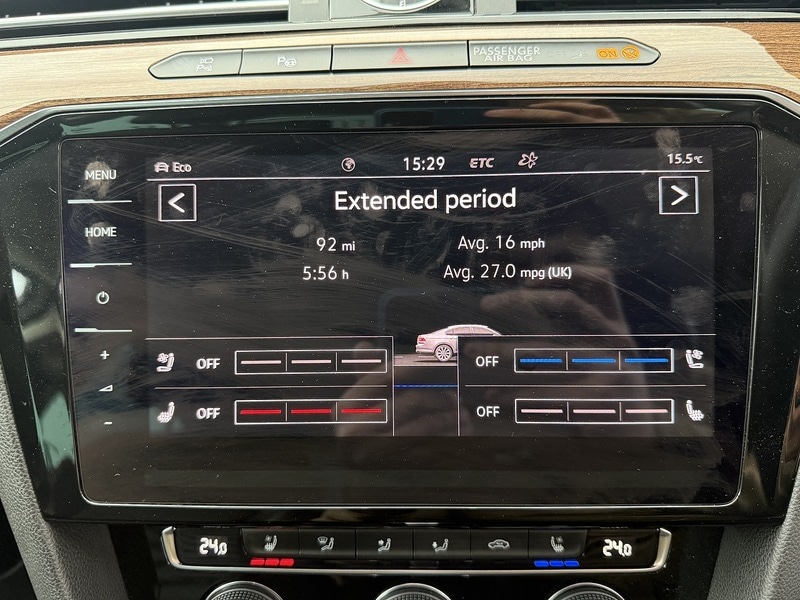 PASSENGER
AIR BAG
ON
MENU
HOME
+
-
Eco 15:29 ETC 15.5°C
< Extended period >
92 mi Avg. 16 mph
5:56 h Avg. 27.0 mpg (UK)
OFF OFF
OFF OFF
24.0 24.0